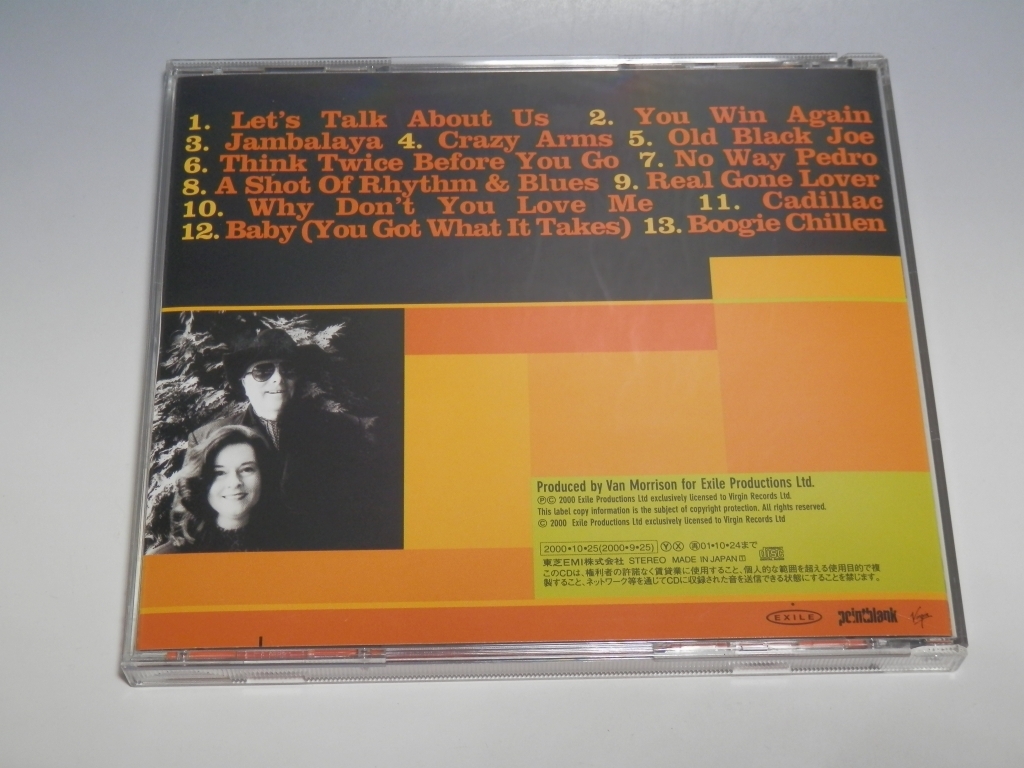 1. Let's Talk About Us 2. You Win Again
3. Jambalaya 4. Crazy Arms 5. Old Black Joe
6. Think Twice Before You Go 7. No Way Pedro
8. A Shot Of Rhythm & Blues 9. Real Gone Lover
10. Why Don't You Love Me 11. Cadillac
12. Baby (You Got What It Takes) 13. Boogie Chillen
Produced by Van Morrison for Exile Productions Ltd.
℗© 2000 Exile Productions Ltd exclusively licensed to Virgin Records Ltd.
This label copy information is the subject of copyright protection. All rights reserved.
© 2000 Exile Productions Ltd exclusively licensed to Virgin Records Ltd
2000•10•25(2000•9•25) Ⓨ Ⓧ 再01•10•24まで
東芝EMI株式会社 STEREO MADE IN JAPAN
このCDは、権利者の許諾なく賃貸業に使用すること、個人的な範囲を超える使用目的で複
製すること、ネットワーク等を通じてCDに収録された音を送信できる状態にすることを禁じます。
EXILE pointblank Virgin